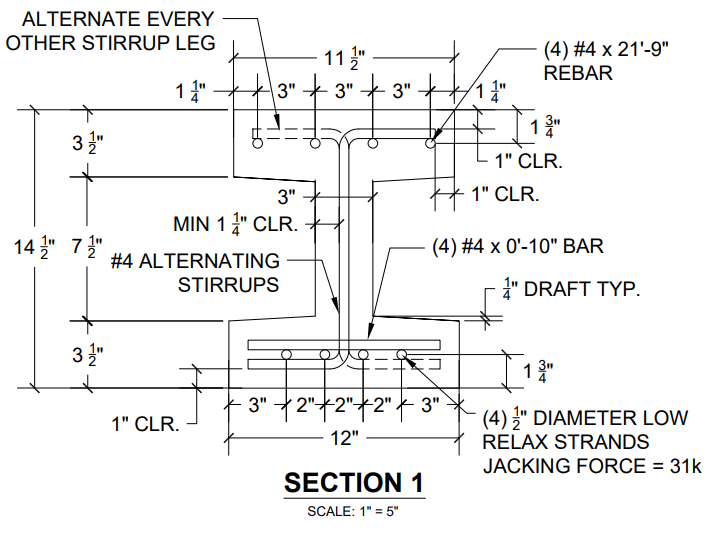 ALTERNATE EVERY
OTHER STIRRUP LEG
11 1/2"
(4) #4 x 21'-9"
REBAR
1 1/4" 3" 3" 3" 1 1/4"
1 3/4"
3 1/2"
1" CLR.
1" CLR.
3"
MIN 1 1/4" CLR.
14 1/2" 7 1/2"
(4) #4 x 0'-10" BAR
#4 ALTERNATING
STIRRUPS
1/4" DRAFT TYP.
3 1/2"
1 3/4"
3" 2" 2" 2" 3"
1" CLR.
12"
(4) 1/2" DIAMETER LOW
RELAX STRANDS
JACKING FORCE = 31k
SECTION 1
SCALE: 1" = 5"